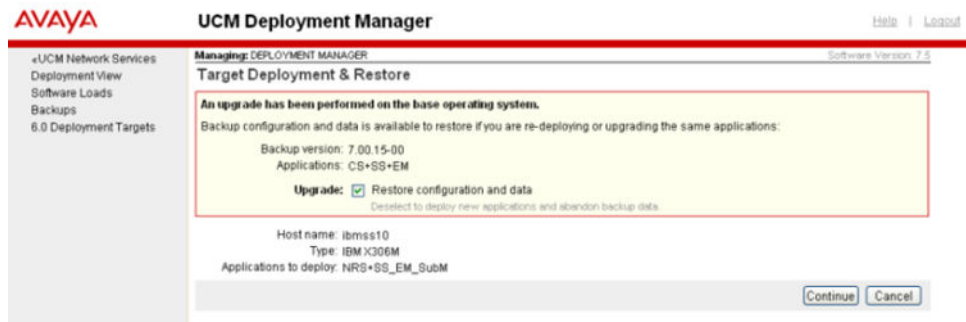 AVAYA
UCM Deployment Manager
Help | Logout
«UCM Network Services
Deployment View
Software Loads
Backups
6.0 Deployment Targets
Managing: DEPLOYMENT MANAGER
Software Version: 7.5
Target Deployment & Restore
An upgrade has been performed on the base operating system.
Backup configuration and data is available to restore if you are re-deploying or upgrading the same applications:
Backup version: 7.00.15-00
Applications: CS+SS+EM
Upgrade: Restore configuration and data
Deselect to deploy new applications and abandon backup data.
Host name: ibmss10
Type: IBM X306M
Applications to deploy: NRS+SS_EM_SubM
Continue Cancel